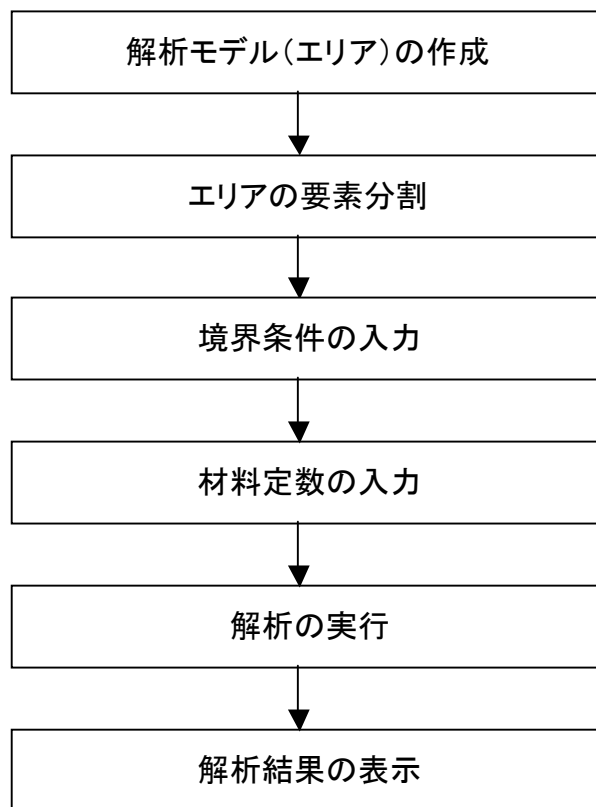 解析モデル（エリア）の作成
エリアの要素分割
境界条件の入力
材料定数の入力
解析の実行
解析結果の表示